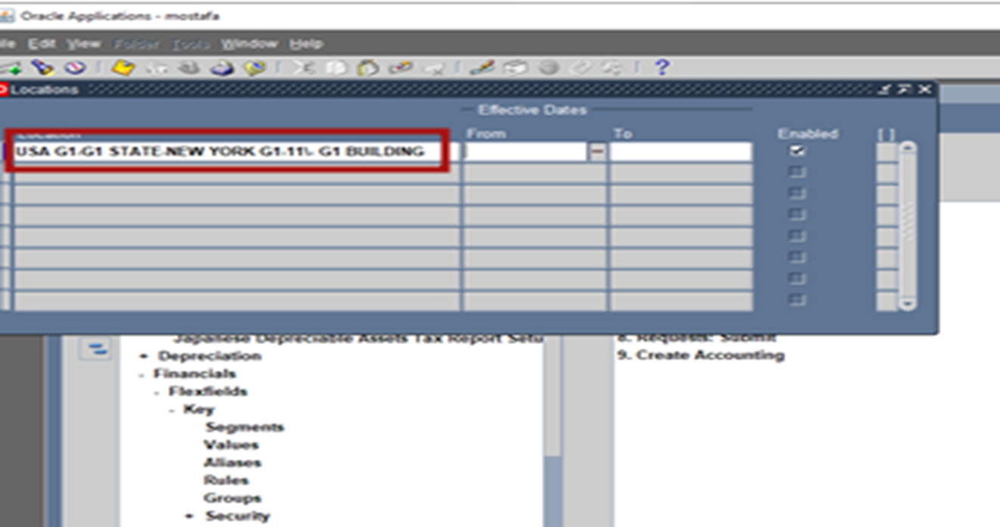 Oracle Applications - mostafa
ile Edit View Folder Tools Window Help
Locations
Effective Dates
Location From To Enabled [ ]
USA G1-G1 STATE-NEW YORK G1-11\- G1 BUILDING
Japanese Depreciable Assets Tax Report Setu
+ Depreciation
- Financials
- Flexfields
- Key
Segments
Values
Aliases
Rules
Groups
+ Security
8. Requests: Submit
9. Create Accounting